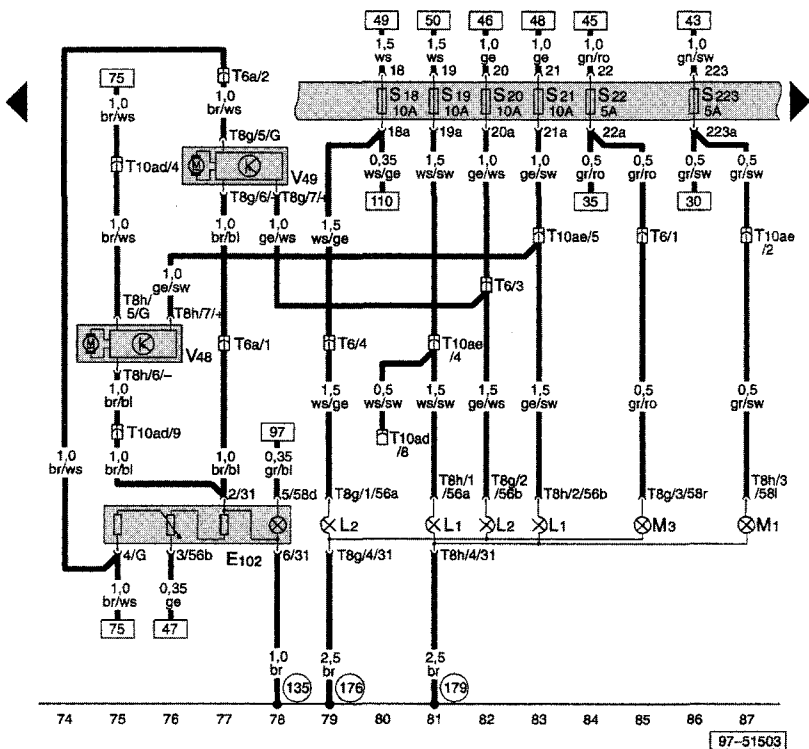 49 50 46 48 45 43
1,5 ws 1,5 ws 1,0 ge 1,0 ge 1,0 gn/ro 1,0 gn/sw
18 19 20 21 22 223
75
T6a/2
1,0 br/ws
1,0 br/ws
S18 10A S19 10A S20 10A S21 10A S22 5A S223 5A
18a 19a 20a 21a 22a 223a
T8g/5/G
T10ad/4
M K V49
T8g/6/- T8g/7/+
0,35 ws/ge 1,5 ws/sw 1,0 ge/ws 1,0 ge/sw 0,5 gr/ro 0,5 gr/ro 0,5 gr/sw 0,5 gr/sw
110 35 30
1,0 br/ws
1,0 br/bl
1,0 ge/ws
1,5 ws/ge
T10ae/5 T6/1 T10ae /2
1,0 ge/sw
T6/3
T8h/ 5/G
T8h/7/+
M K V48
T6a/1 T6/4 T10ae /4
T8h/6/–
1,0 br/bl
1,5 ws/ge 0,5 ws/sw 1,5 ws/sw 1,5 ge/ws 1,5 ge/sw 0,5 gr/ro 0,5 gr/sw
T10ad/9
97
T10ad /8
1,0 br/ws
1,0 br/bl
1,0 br/bl
0,35 gr/bl
2/31 5/58d T8g/1/56a T8h/1 /56a T8g/2 /56b T8h/2/56b T8g/3/58r T8h/3 /58l
L2 L1 L2 L1 M3 M1
4/G 3/56b E102 6/31 T8g/4/31 T8h/4/31
1,0 br/ws
0,35 ge
75 47
1,0 br
2,5 br
2,5 br
135 176 179
74 75 76 77 78 79 80 81 82 83 84 85 86 87
97-51503